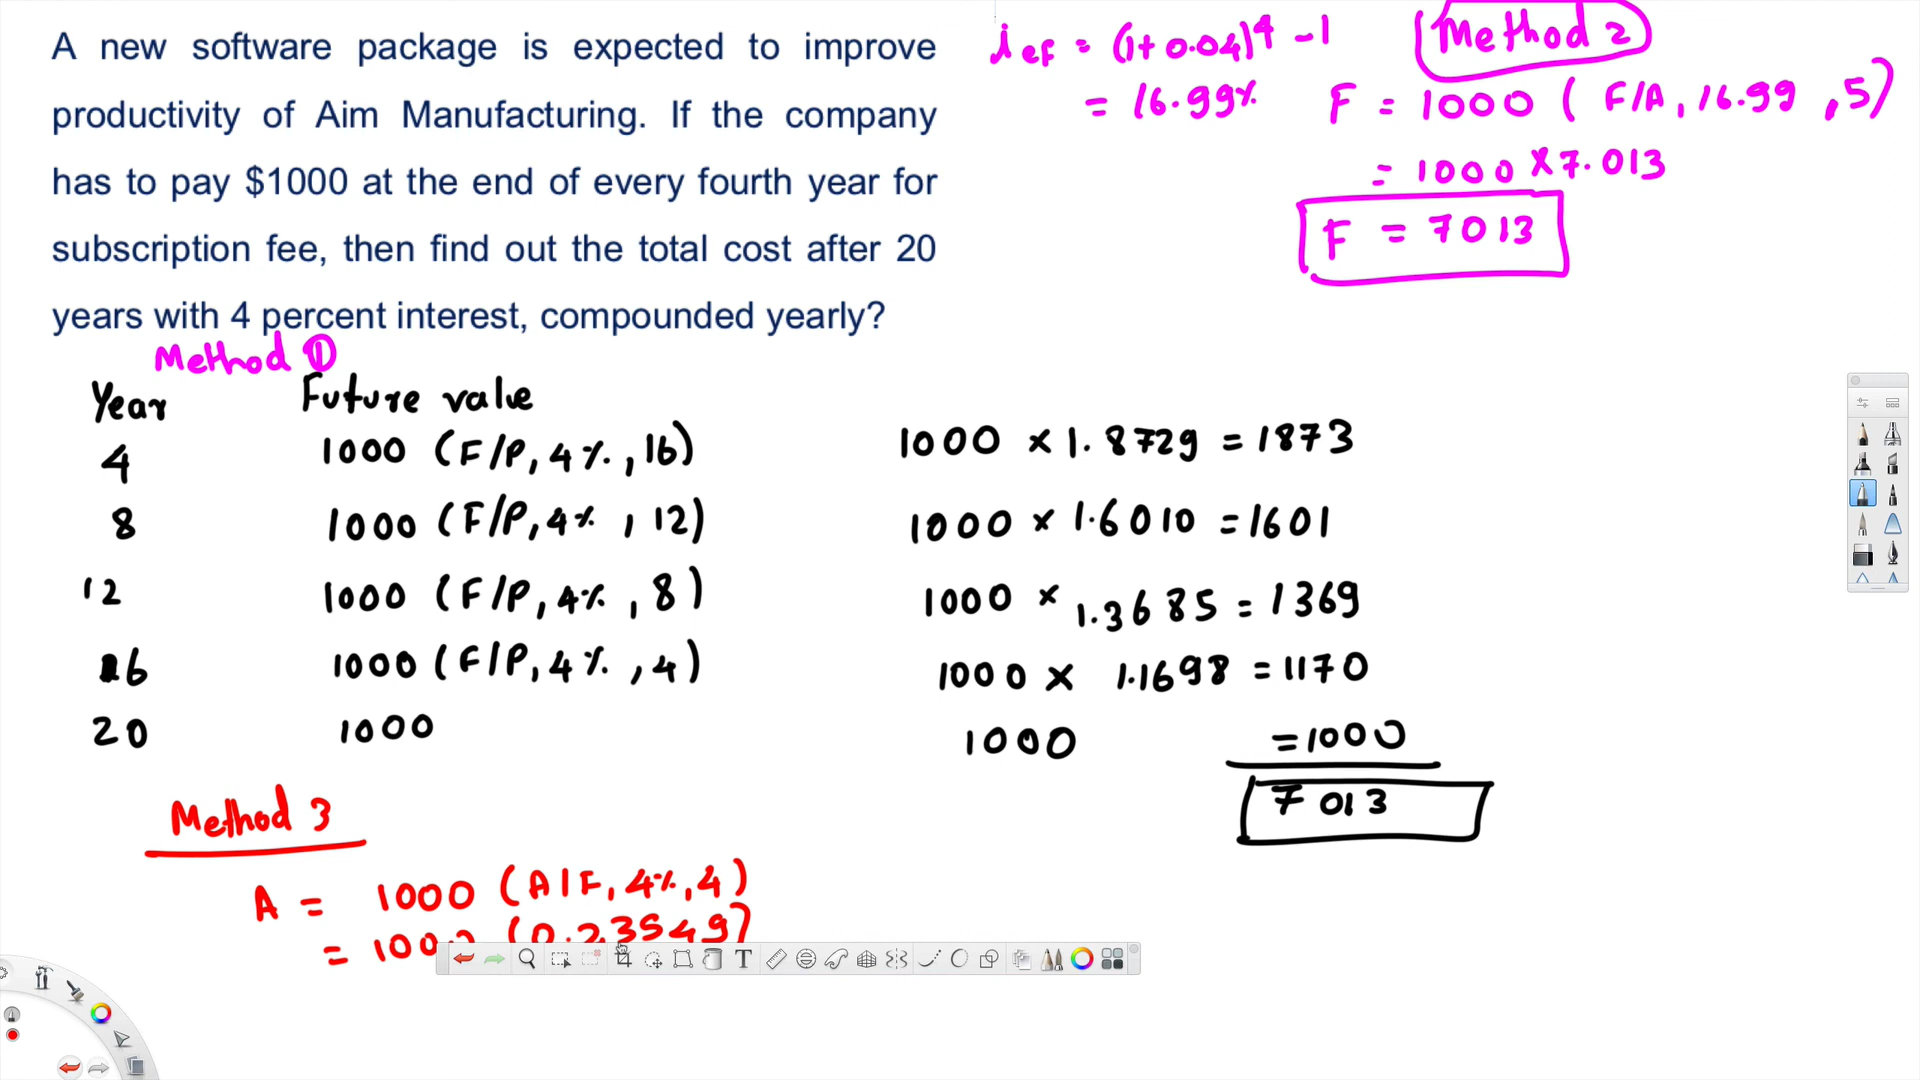 A new software package is expected to improve
productivity of Aim Manufacturing. If the company
has to pay $1000 at the end of every fourth year for
subscription fee, then find out the total cost after 20
years with 4 percent interest, compounded yearly?
i ef = (1+0.04)^4 - 1
= 16.99%
Method 2
F = 1000 ( F/A, 16.99 , 5)
= 1000 × 7.013
F = 7013
Method ①
Year Future value
4 1000 (F/P, 4%, 16) 1000 × 1.8729 = 1873
8 1000 (F/P, 4%, 12) 1000 × 1.6010 = 1601
12 1000 (F/P, 4%, 8) 1000 × 1.3685 = 1369
16 1000 (F/P, 4%, 4) 1000 × 1.1698 = 1170
20 1000 1000 = 1000
7013
Method 3
A = 1000 (A/F, 4%, 4)
= 1000 (0.23549)
T